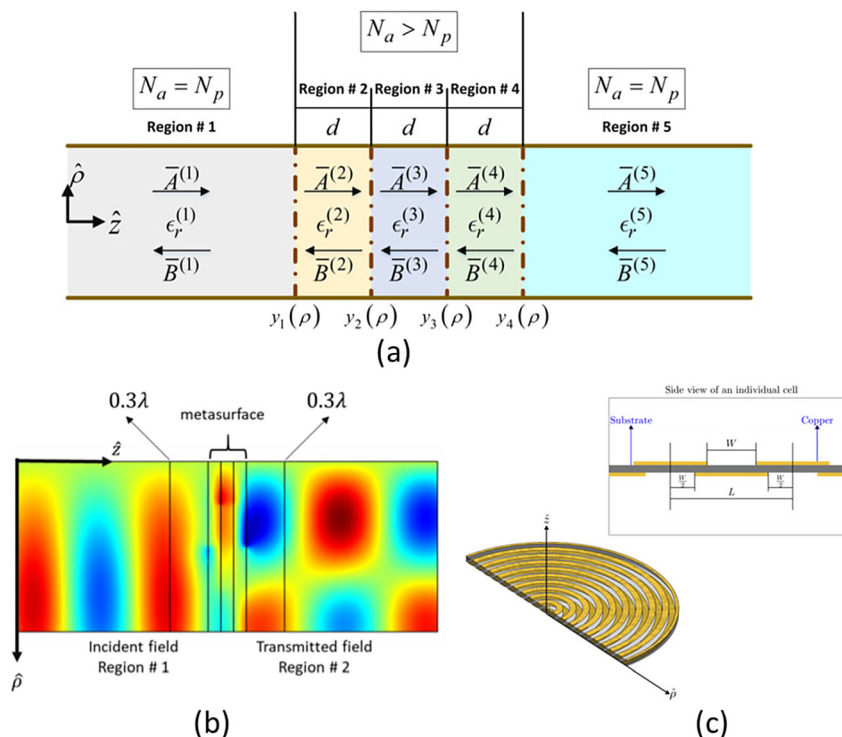 N_a > N_p
N_a = N_p
N_a = N_p
Region # 2 Region # 3 Region # 4
Region # 1
Region # 5
d d d
A̅^(1) A̅^(2) A̅^(3) A̅^(4) A̅^(5)
ρ̂
ẑ
ϵ_r^(1) ϵ_r^(2) ϵ_r^(3) ϵ_r^(4) ϵ_r^(5)
B̅^(1) B̅^(2) B̅^(3) B̅^(4) B̅^(5)
y_1(ρ) y_2(ρ) y_3(ρ) y_4(ρ)
(a)
0.3λ
metasurface
0.3λ
ẑ
Incident field
Region # 1
Transmitted field
Region # 2
ρ̂
(b)
Side view of an individual cell
Substrate
Copper
W
W/2
W/2
L
ẑ
ρ̂
(c)